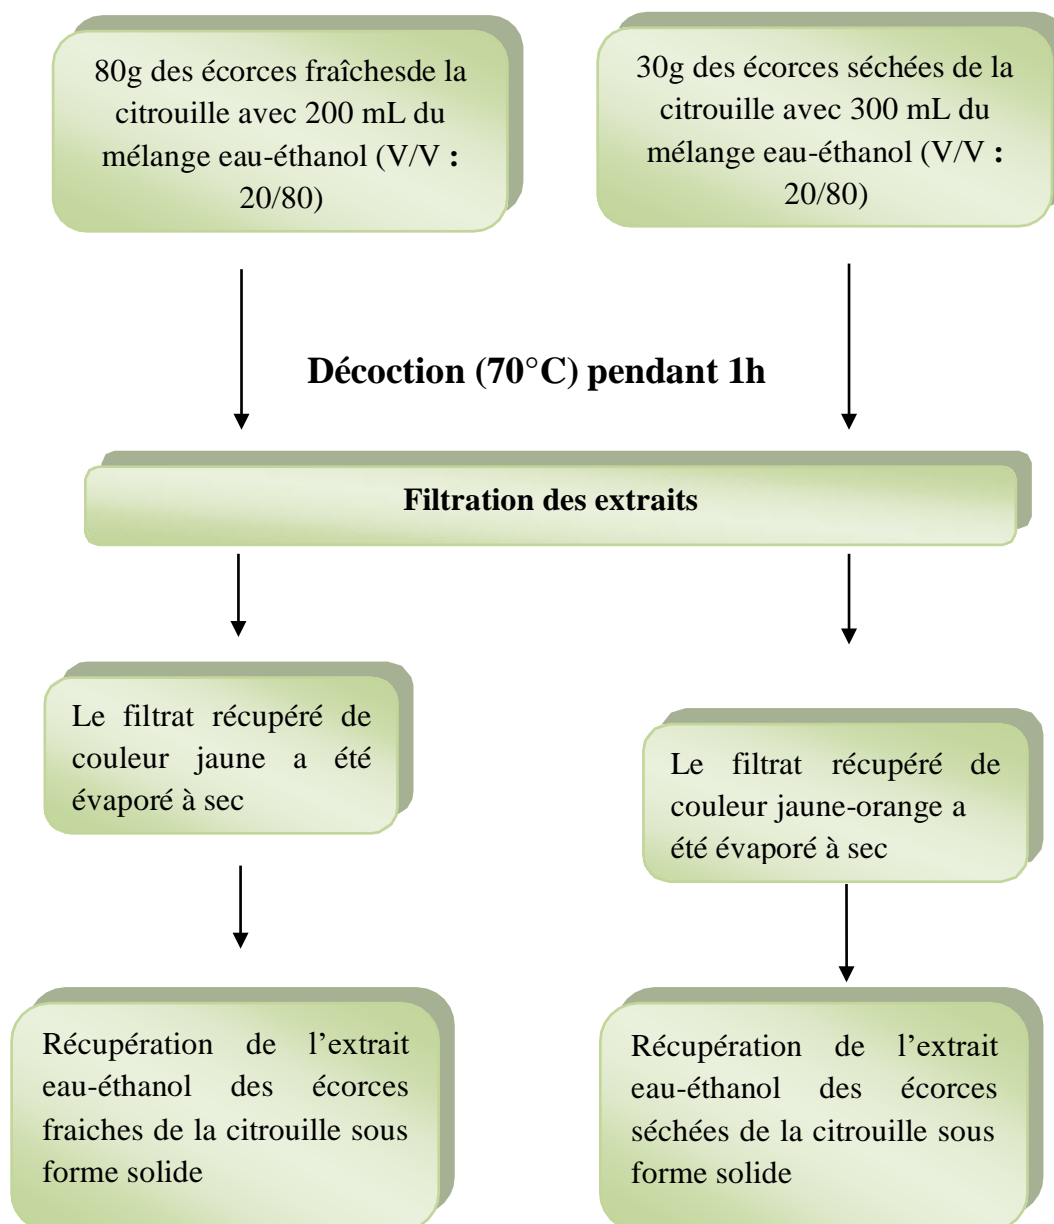 80g des écorces fraîchesde la
citrouille avec 200 mL du
mélange eau-éthanol (V/V :
20/80)
30g des écorces séchées de la
citrouille avec 300 mL du
mélange eau-éthanol (V/V :
20/80)
Décoction (70°C) pendant 1h
Filtration des extraits
Le filtrat récupéré de
couleur jaune a été
évaporé à sec
Le filtrat récupéré de
couleur jaune-orange a
été évaporé à sec
Récupération de l’extrait
eau-éthanol des écorces
fraiches de la citrouille sous
forme solide
Récupération de l’extrait
eau-éthanol des écorces
séchées de la citrouille sous
forme solide